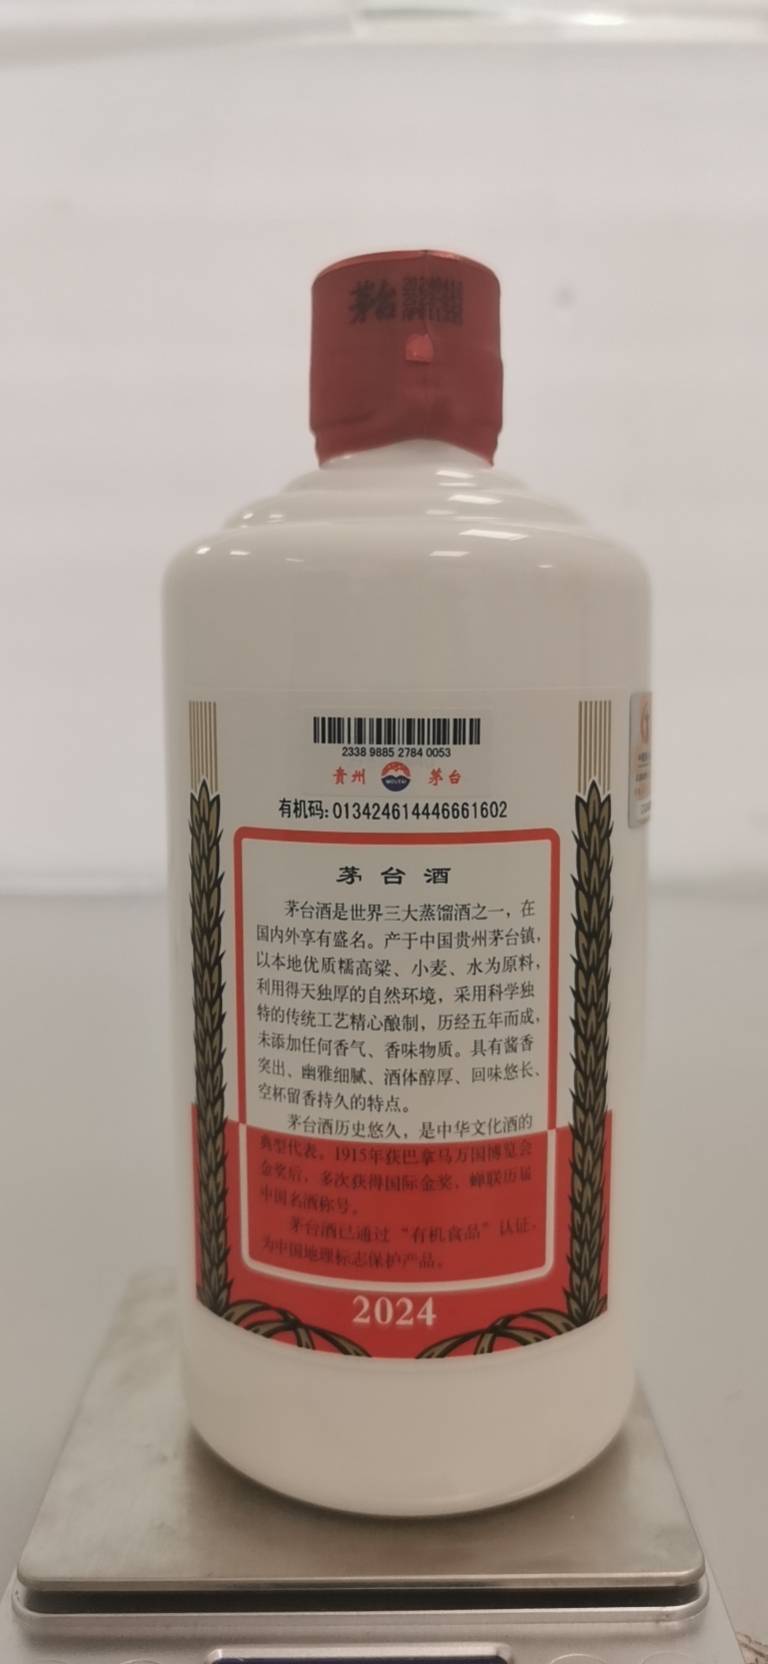 茅台
2338 9885 2784 0053
贵州 MOUTAI 茅台
有机码:013424614446661602
茅台酒
茅台酒是世界三大蒸馏酒之一，在
国内外享有盛名。产于中国贵州茅台镇，
以本地优质糯高粱、小麦、水为原料，
利用得天独厚的自然环境，采用科学独
特的传统工艺精心酿制，历经五年而成，
未添加任何香气、香味物质。具有酱香
突出、幽雅细腻、酒体醇厚、回味悠长、
空杯留香持久的特点。
茅台酒历史悠久，是中华文化酒的
典型代表。1915年获巴拿马万国博览会
金奖后，多次获得国际金奖，蝉联历届
中国名酒称号。
茅台酒已通过“有机食品”认证，
为中国地理标志保护产品。
2024